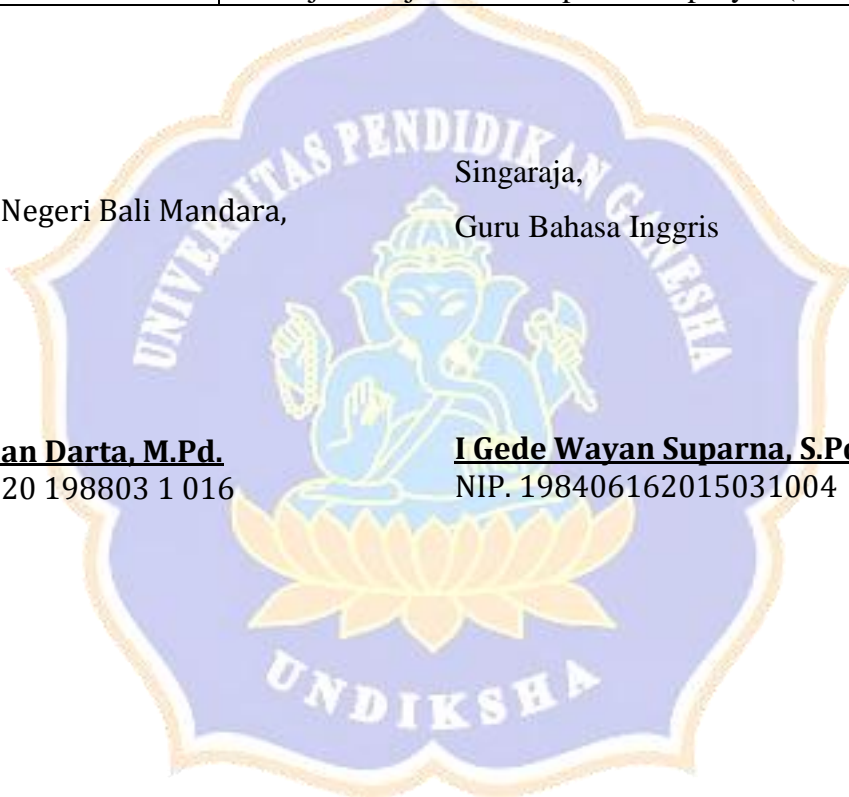 Negeri Bali Mandara,
Singaraja,
Guru Bahasa Inggris
an Darta, M.Pd.
20 198803 1 016
I Gede Wayan Suparna, S.Pd
NIP. 198406162015031004
UNIVERSITAS PENDIDIKAN GANESHA
UNDIKSHA